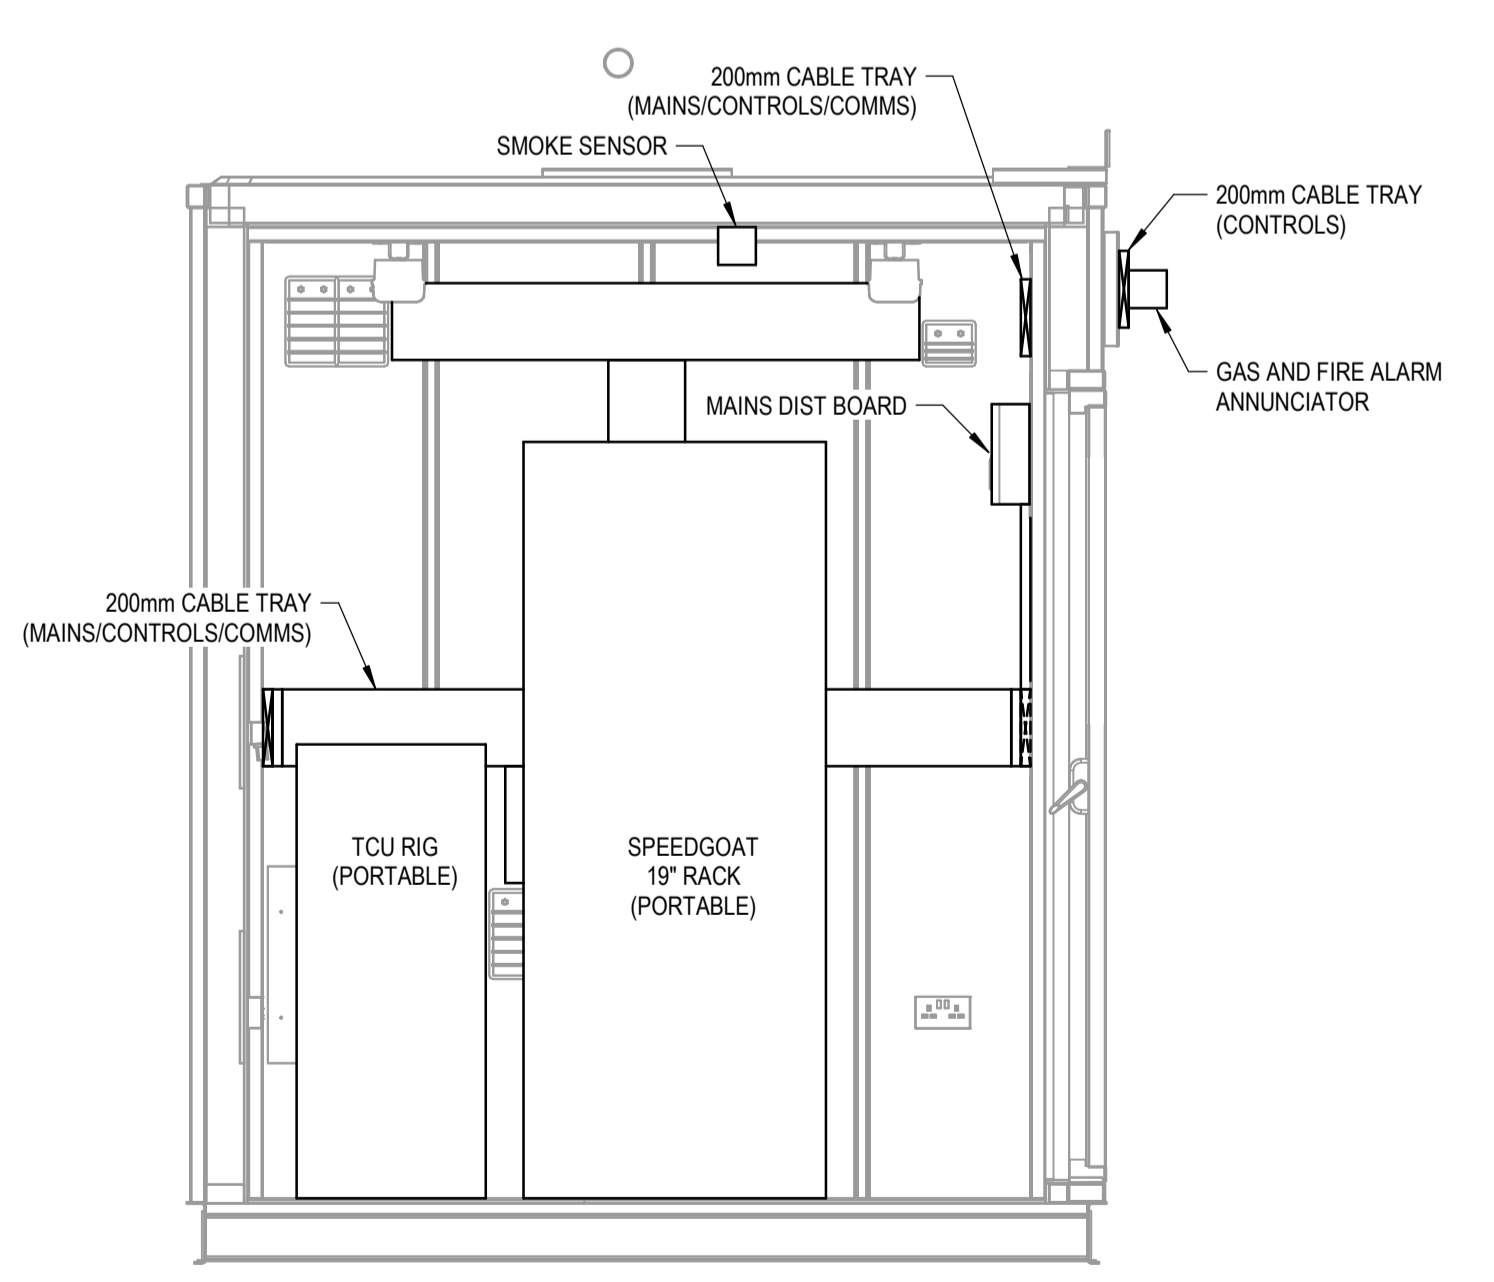 200mm CABLE TRAY
(MAINS/CONTROLS/COMMS)
SMOKE SENSOR
200mm CABLE TRAY
(CONTROLS)
GAS AND FIRE ALARM
ANNUNCIATOR
MAINS DIST BOARD
200mm CABLE TRAY
(MAINS/CONTROLS/COMMS)
TCU RIG
(PORTABLE)
SPEEDGOAT
19" RACK
(PORTABLE)